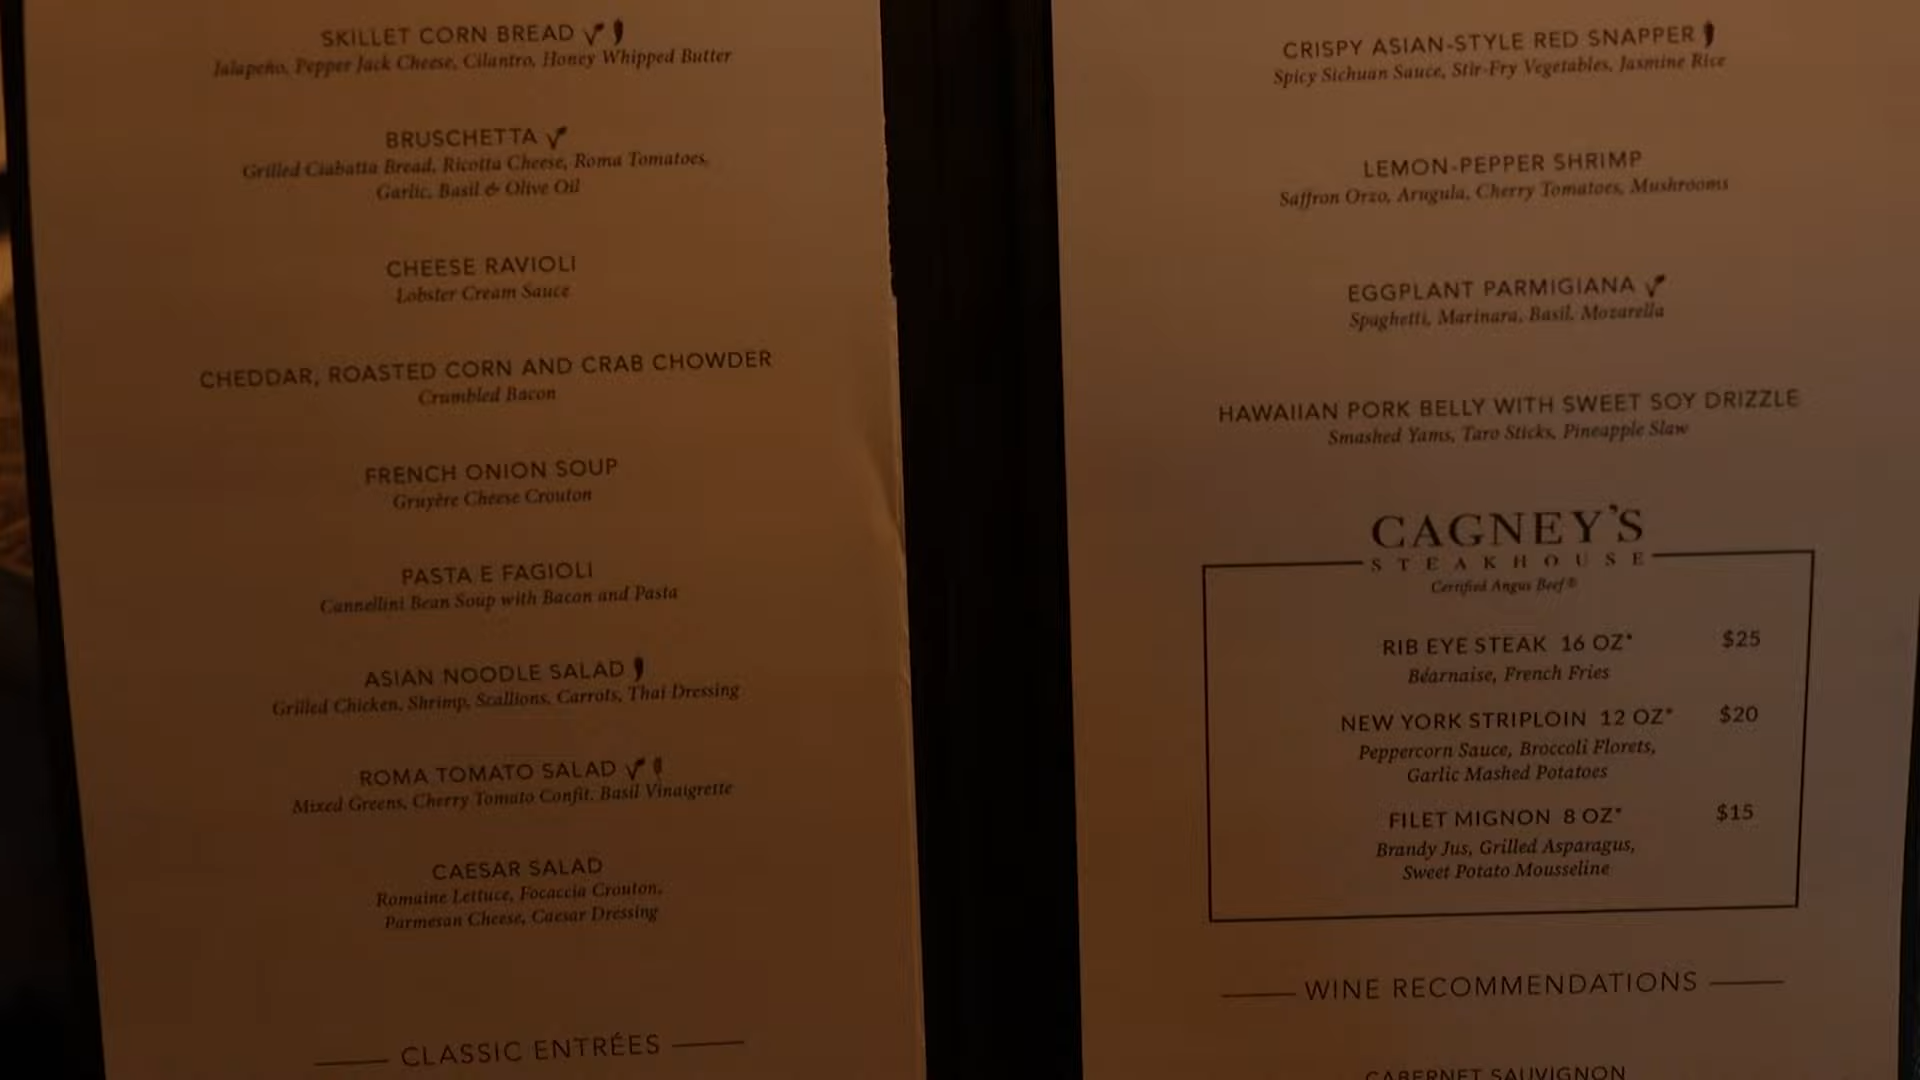 SKILLET CORN BREAD
Jalapeño, Pepper Jack Cheese, Cilantro, Honey Whipped Butter
BRUSCHETTA
Grilled Ciabatta Bread, Ricotta Cheese, Roma Tomatoes,
Garlic, Basil & Olive Oil
CHEESE RAVIOLI
Lobster Cream Sauce
CHEDDAR, ROASTED CORN AND CRAB CHOWDER
Crumbled Bacon
FRENCH ONION SOUP
Gruyère Cheese Crouton
PASTA E FAGIOLI
Cannellini Bean Soup with Bacon and Pasta
ASIAN NOODLE SALAD
Grilled Chicken, Shrimp, Scallions, Carrots, Thai Dressing
ROMA TOMATO SALAD
Mixed Greens, Cherry Tomato Confit, Basil Vinaigrette
CAESAR SALAD
Romaine Lettuce, Focaccia Crouton,
Parmesan Cheese, Caesar Dressing
CLASSIC ENTRÉES
CRISPY ASIAN-STYLE RED SNAPPER
Spicy Sichuan Sauce, Stir-Fry Vegetables, Jasmine Rice
LEMON-PEPPER SHRIMP
Saffron Orzo, Arugula, Cherry Tomatoes, Mushrooms
EGGPLANT PARMIGIANA
Spaghetti, Marinara, Basil, Mozarella
HAWAIIAN PORK BELLY WITH SWEET SOY DRIZZLE
Smashed Yams, Taro Sticks, Pineapple Slaw
CAGNEY'S
STEAKHOUSE
Certified Angus Beef®
RIB EYE STEAK 16 OZ* $25
Béarnaise, French Fries
NEW YORK STRIPLOIN 12 OZ* $20
Peppercorn Sauce, Broccoli Florets,
Garlic Mashed Potatoes
FILET MIGNON 8 OZ* $15
Brandy Jus, Grilled Asparagus,
Sweet Potato Mousseline
WINE RECOMMENDATIONS
CABERNET SAUVIGNON